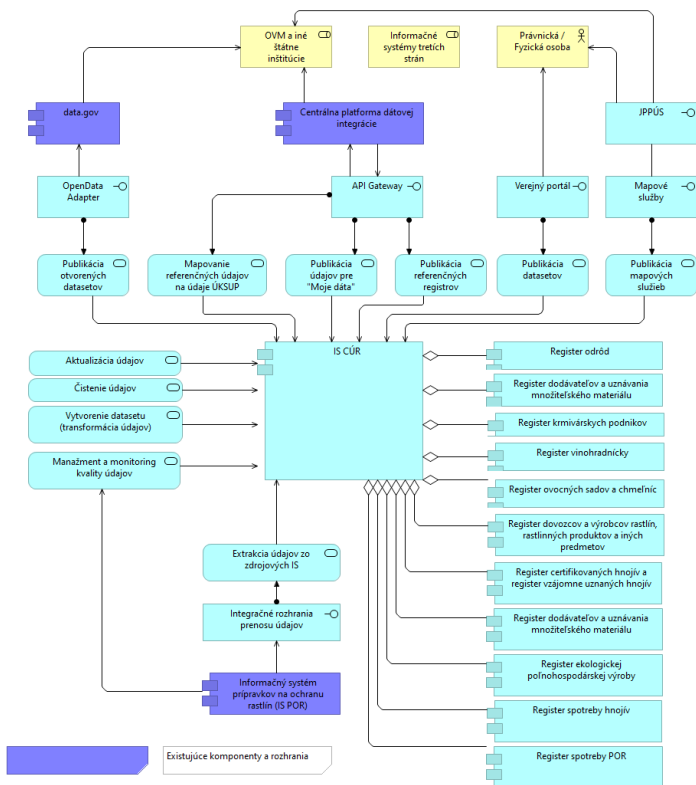 OVM a iné
štátne
inštitúcie
Informačné
systémy tretích
strán
Právnická /
Fyzická osoba
data.gov
Centrálna platforma dátovej
integrácie
JPPÚS
OpenData
Adapter
API Gateway
Verejný portál
Mapové
služby
Publikácia
otvorených
datasetov
Mapovanie
referenčných údajov
na údaje ÚKSUP
Publikácia
údajov pre
"Moje dáta"
Publikácia
referenčných
registrov
Publikácia
datasetov
Publikácia
mapových
služieb
IS CÚR
Aktualizácia údajov
Čistenie údajov
Vytvorenie datasetu
(transformácia údajov)
Manažment a monitoring
kvality údajov
Register odrôd
Register dodávateľov a uznávania
množiteľského materiálu
Register krmivárskych podnikov
Register vinohradnícky
Register ovocných sadov a chmeľníc
Register dovozcov a výrobcov rastlín,
rastlinných produktov a iných
predmetov
Register certifikovaných hnojív a
register vzájomne uznaných hnojív
Register dodávateľov a uznávania
množiteľského materiálu
Register ekologickej
poľnohospodárskej výroby
Register spotreby hnojív
Register spotreby POR
Extrakcia údajov zo
zdrojových IS
Integračné rozhrania
prenosu údajov
Informačný systém
prípravkov na ochranu
rastlín (IS POR)
Existujúce komponenty a rozhrania